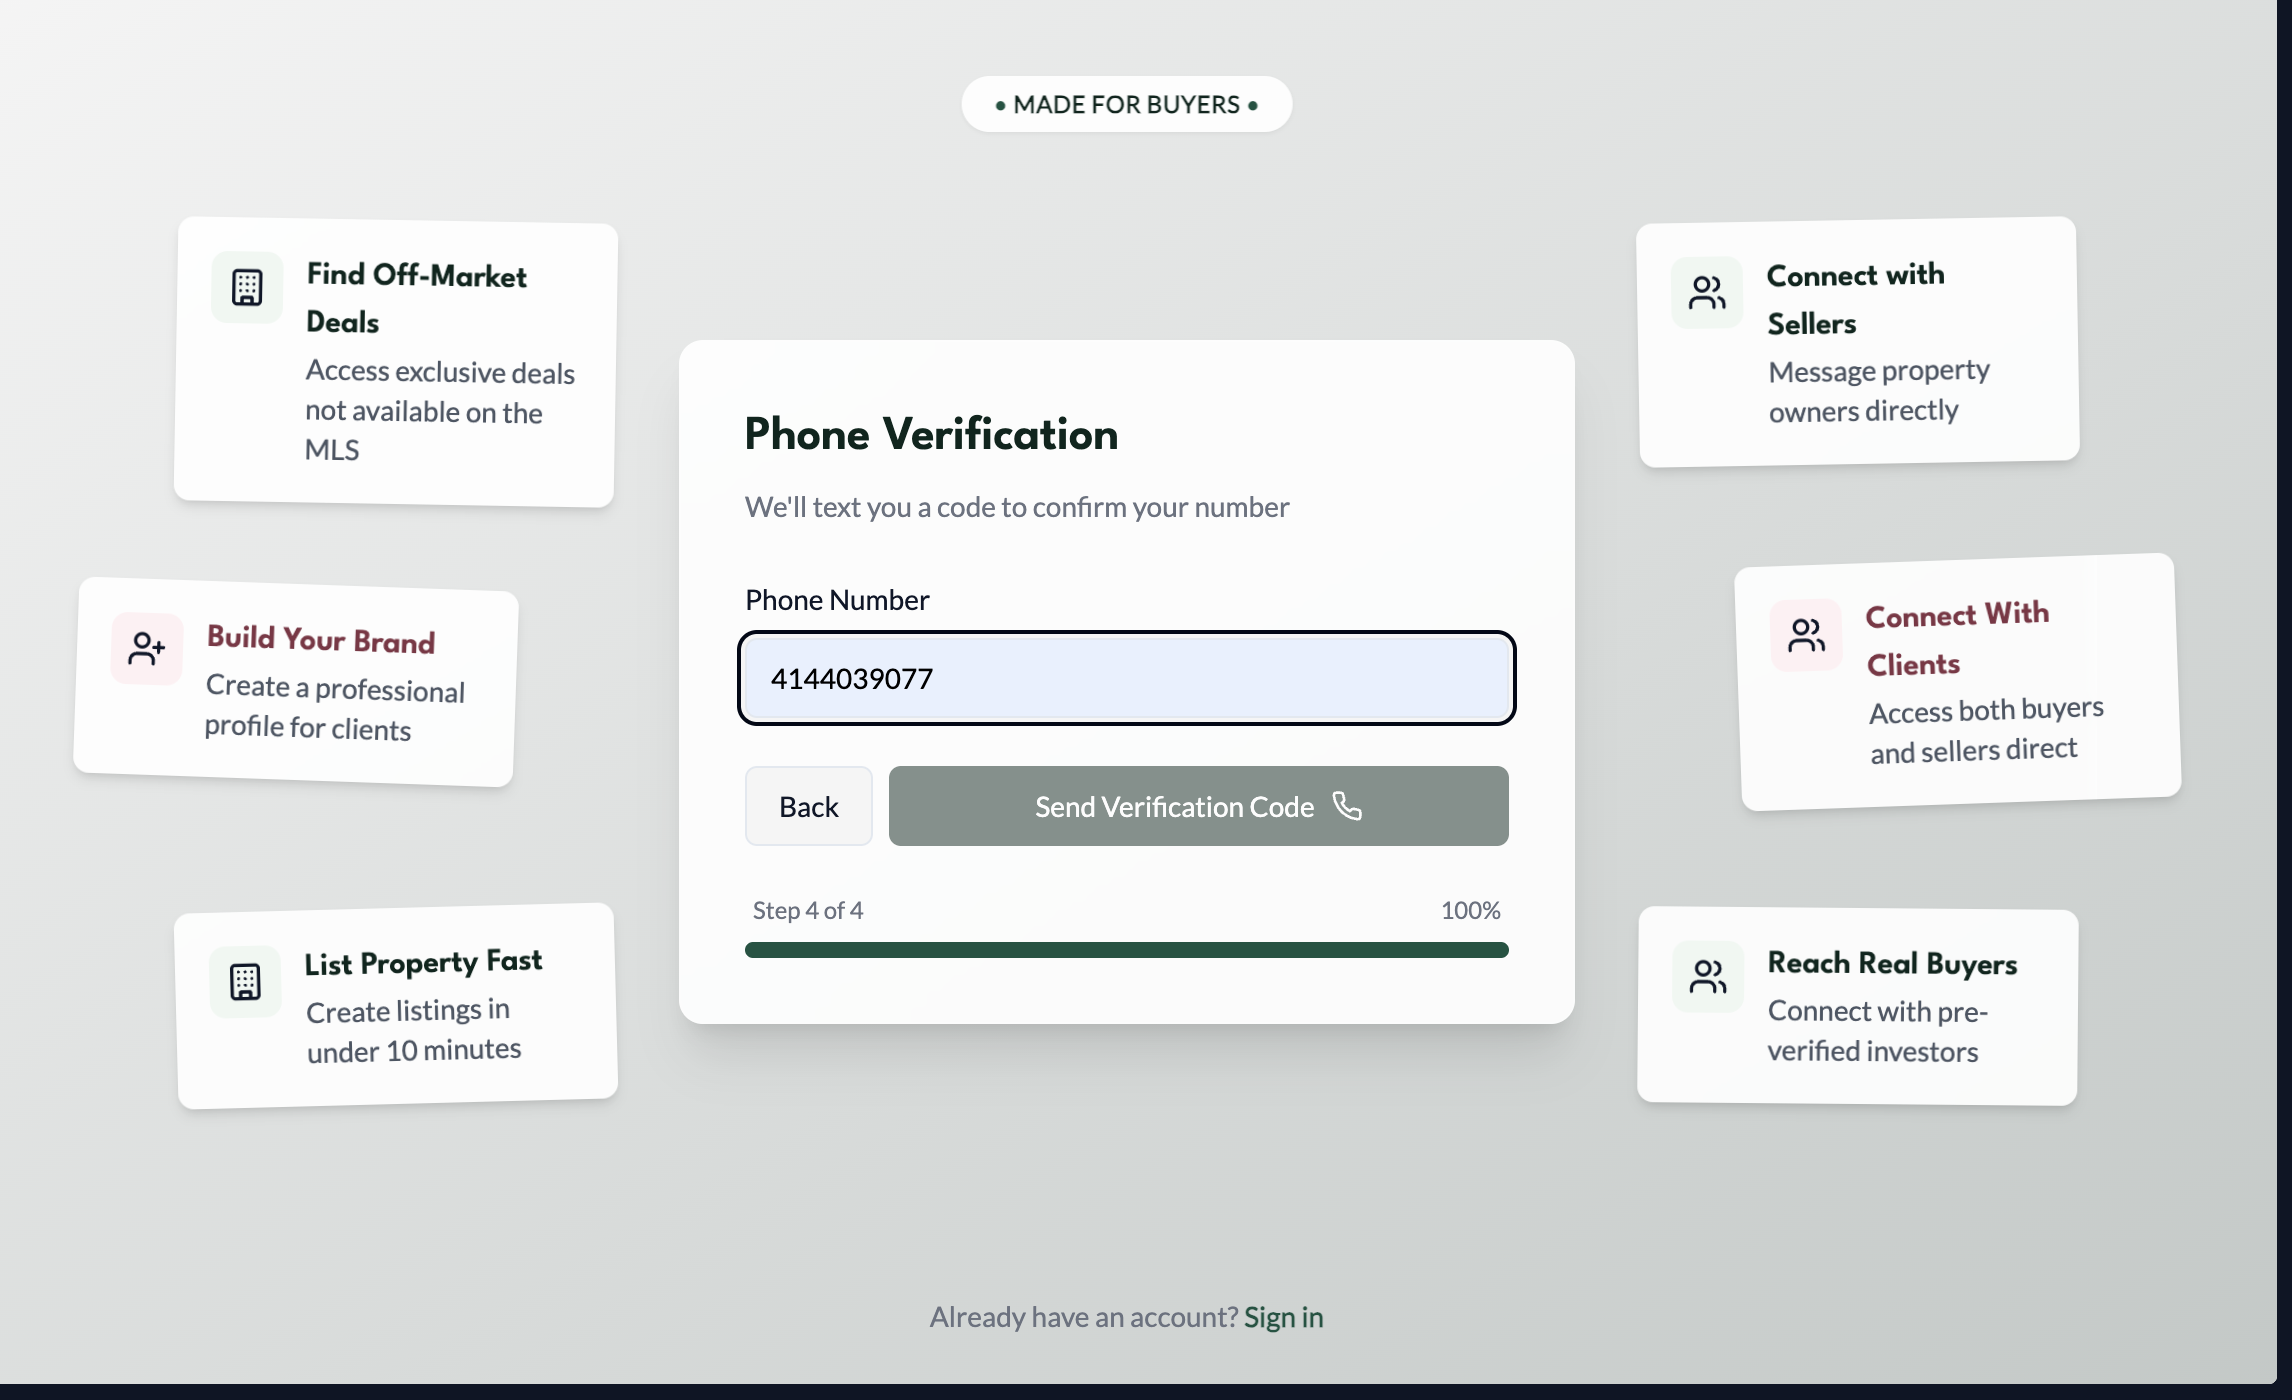 • MADE FOR BUYERS •
Find Off-Market
Deals
Access exclusive deals
not available on the
MLS
Build Your Brand
Create a professional
profile for clients
List Property Fast
Create listings in
under 10 minutes
Phone Verification
We'll text you a code to confirm your number
Phone Number
4144039077
Back
Send Verification Code
Step 4 of 4
100%
Connect with
Sellers
Message property
owners directly
Connect With
Clients
Access both buyers
and sellers direct
Reach Real Buyers
Connect with pre-
verified investors
Already have an account? Sign in